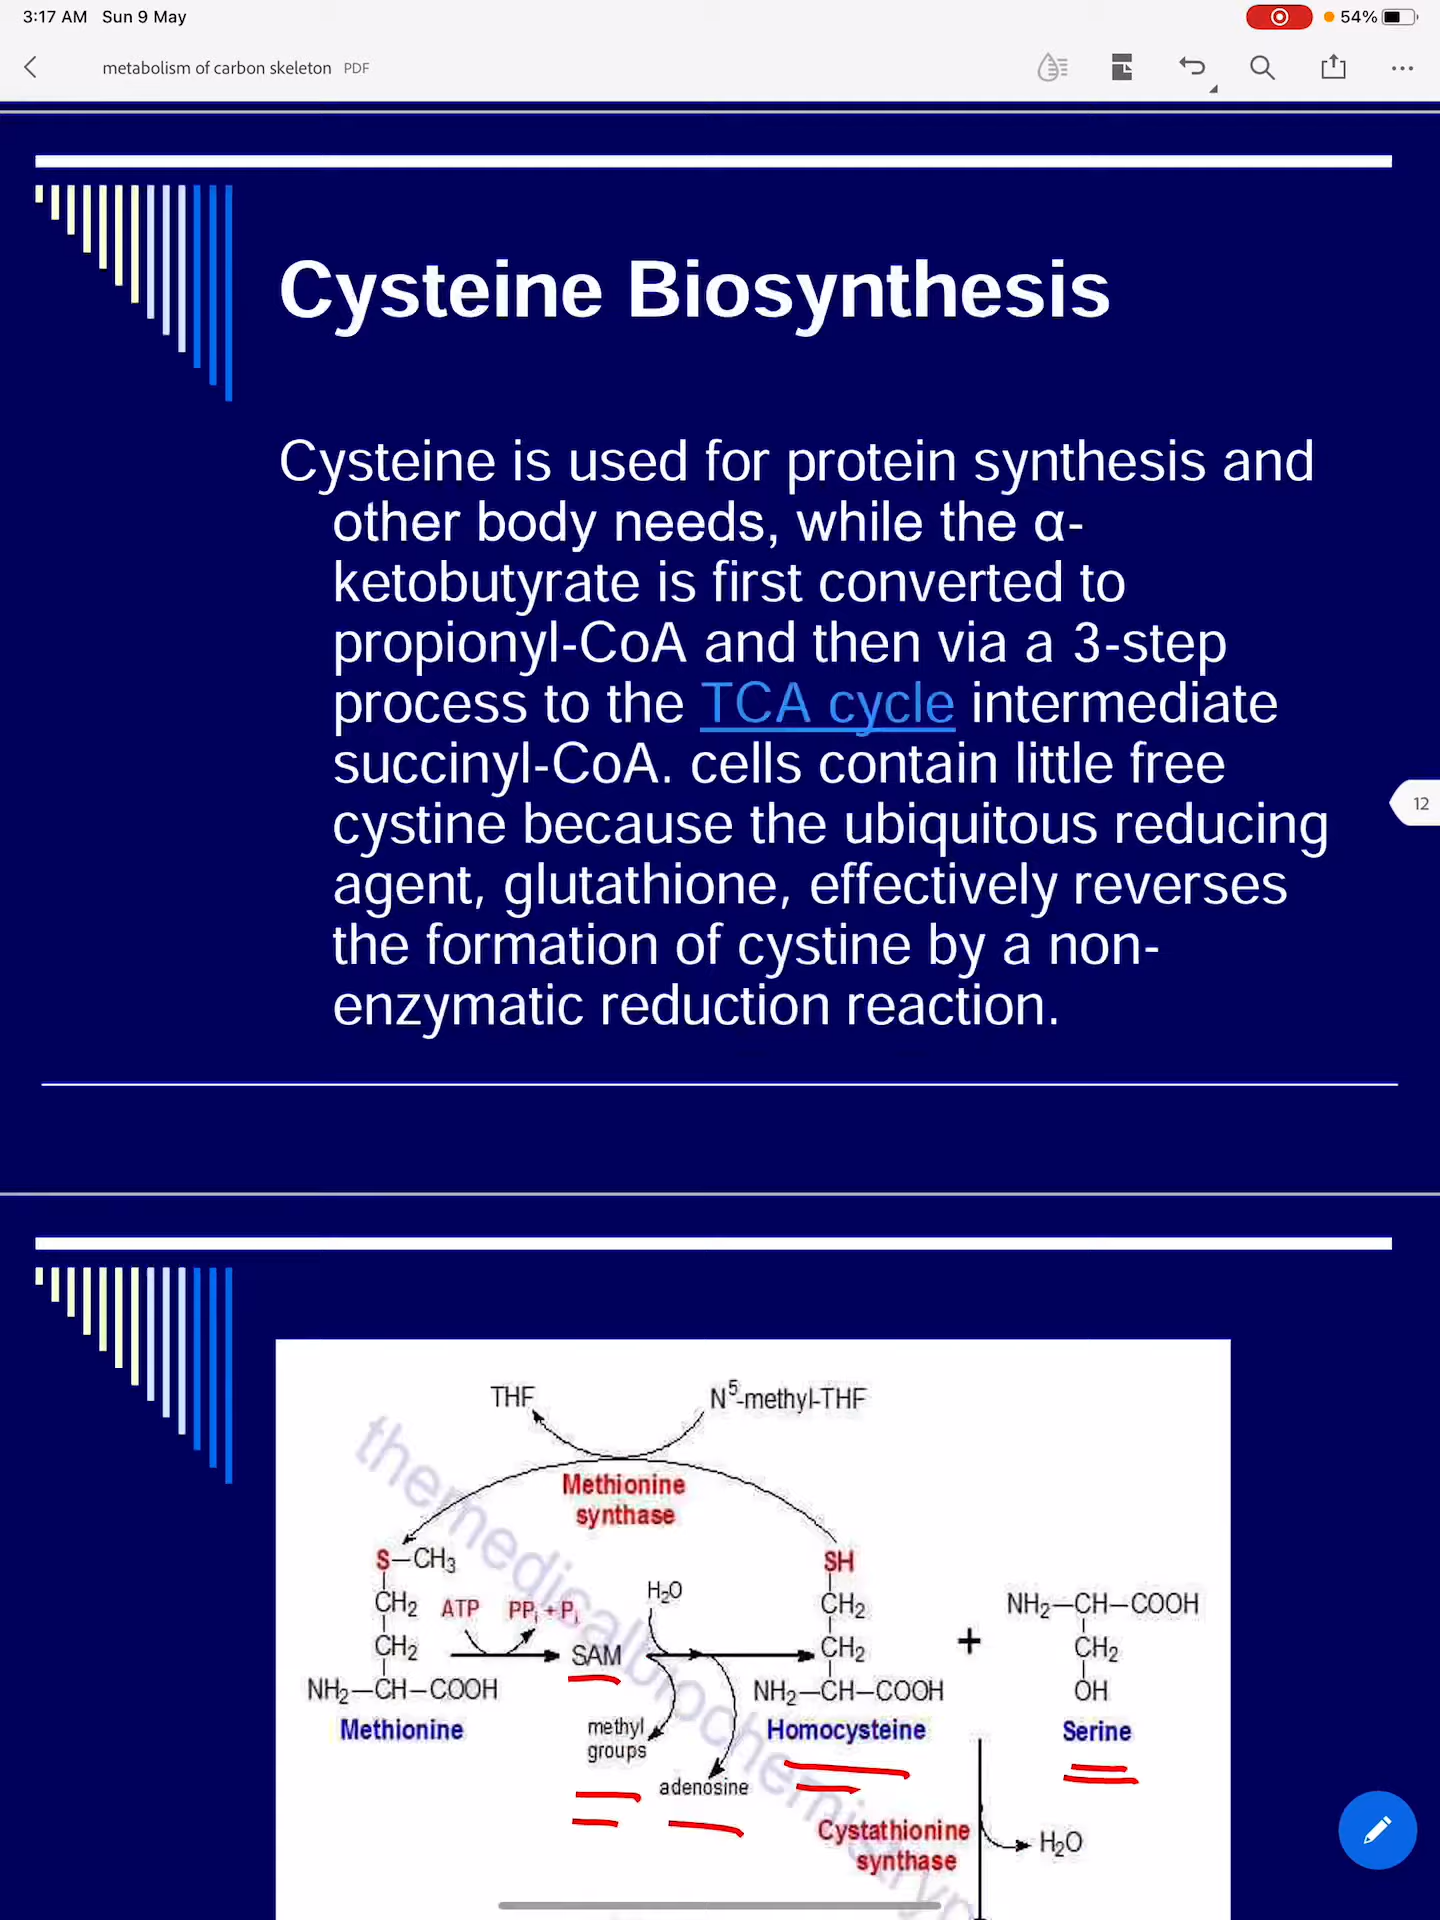 3:17 AM Sun 9 May
54%
metabolism of carbon skeleton PDF
Cysteine Biosynthesis
Cysteine is used for protein synthesis and
other body needs, while the α-
ketobutyrate is first converted to
propionyl-CoA and then via a 3-step
process to the TCA cycle intermediate
succinyl-CoA. cells contain little free
cystine because the ubiquitous reducing
agent, glutathione, effectively reverses
the formation of cystine by a non-
enzymatic reduction reaction.
12
THF
N⁵-methyl-THF
Methionine
synthase
S–CH₃
CH₂
CH₂
NH₂–CH–COOH
Methionine
ATP PPᵢ + Pᵢ
SAM
H₂O
methyl
groups
adenosine
SH
CH₂
CH₂
NH₂–CH–COOH
Homocysteine
+
NH₂–CH–COOH
CH₂
OH
Serine
Cystathionine
synthase
H₂O